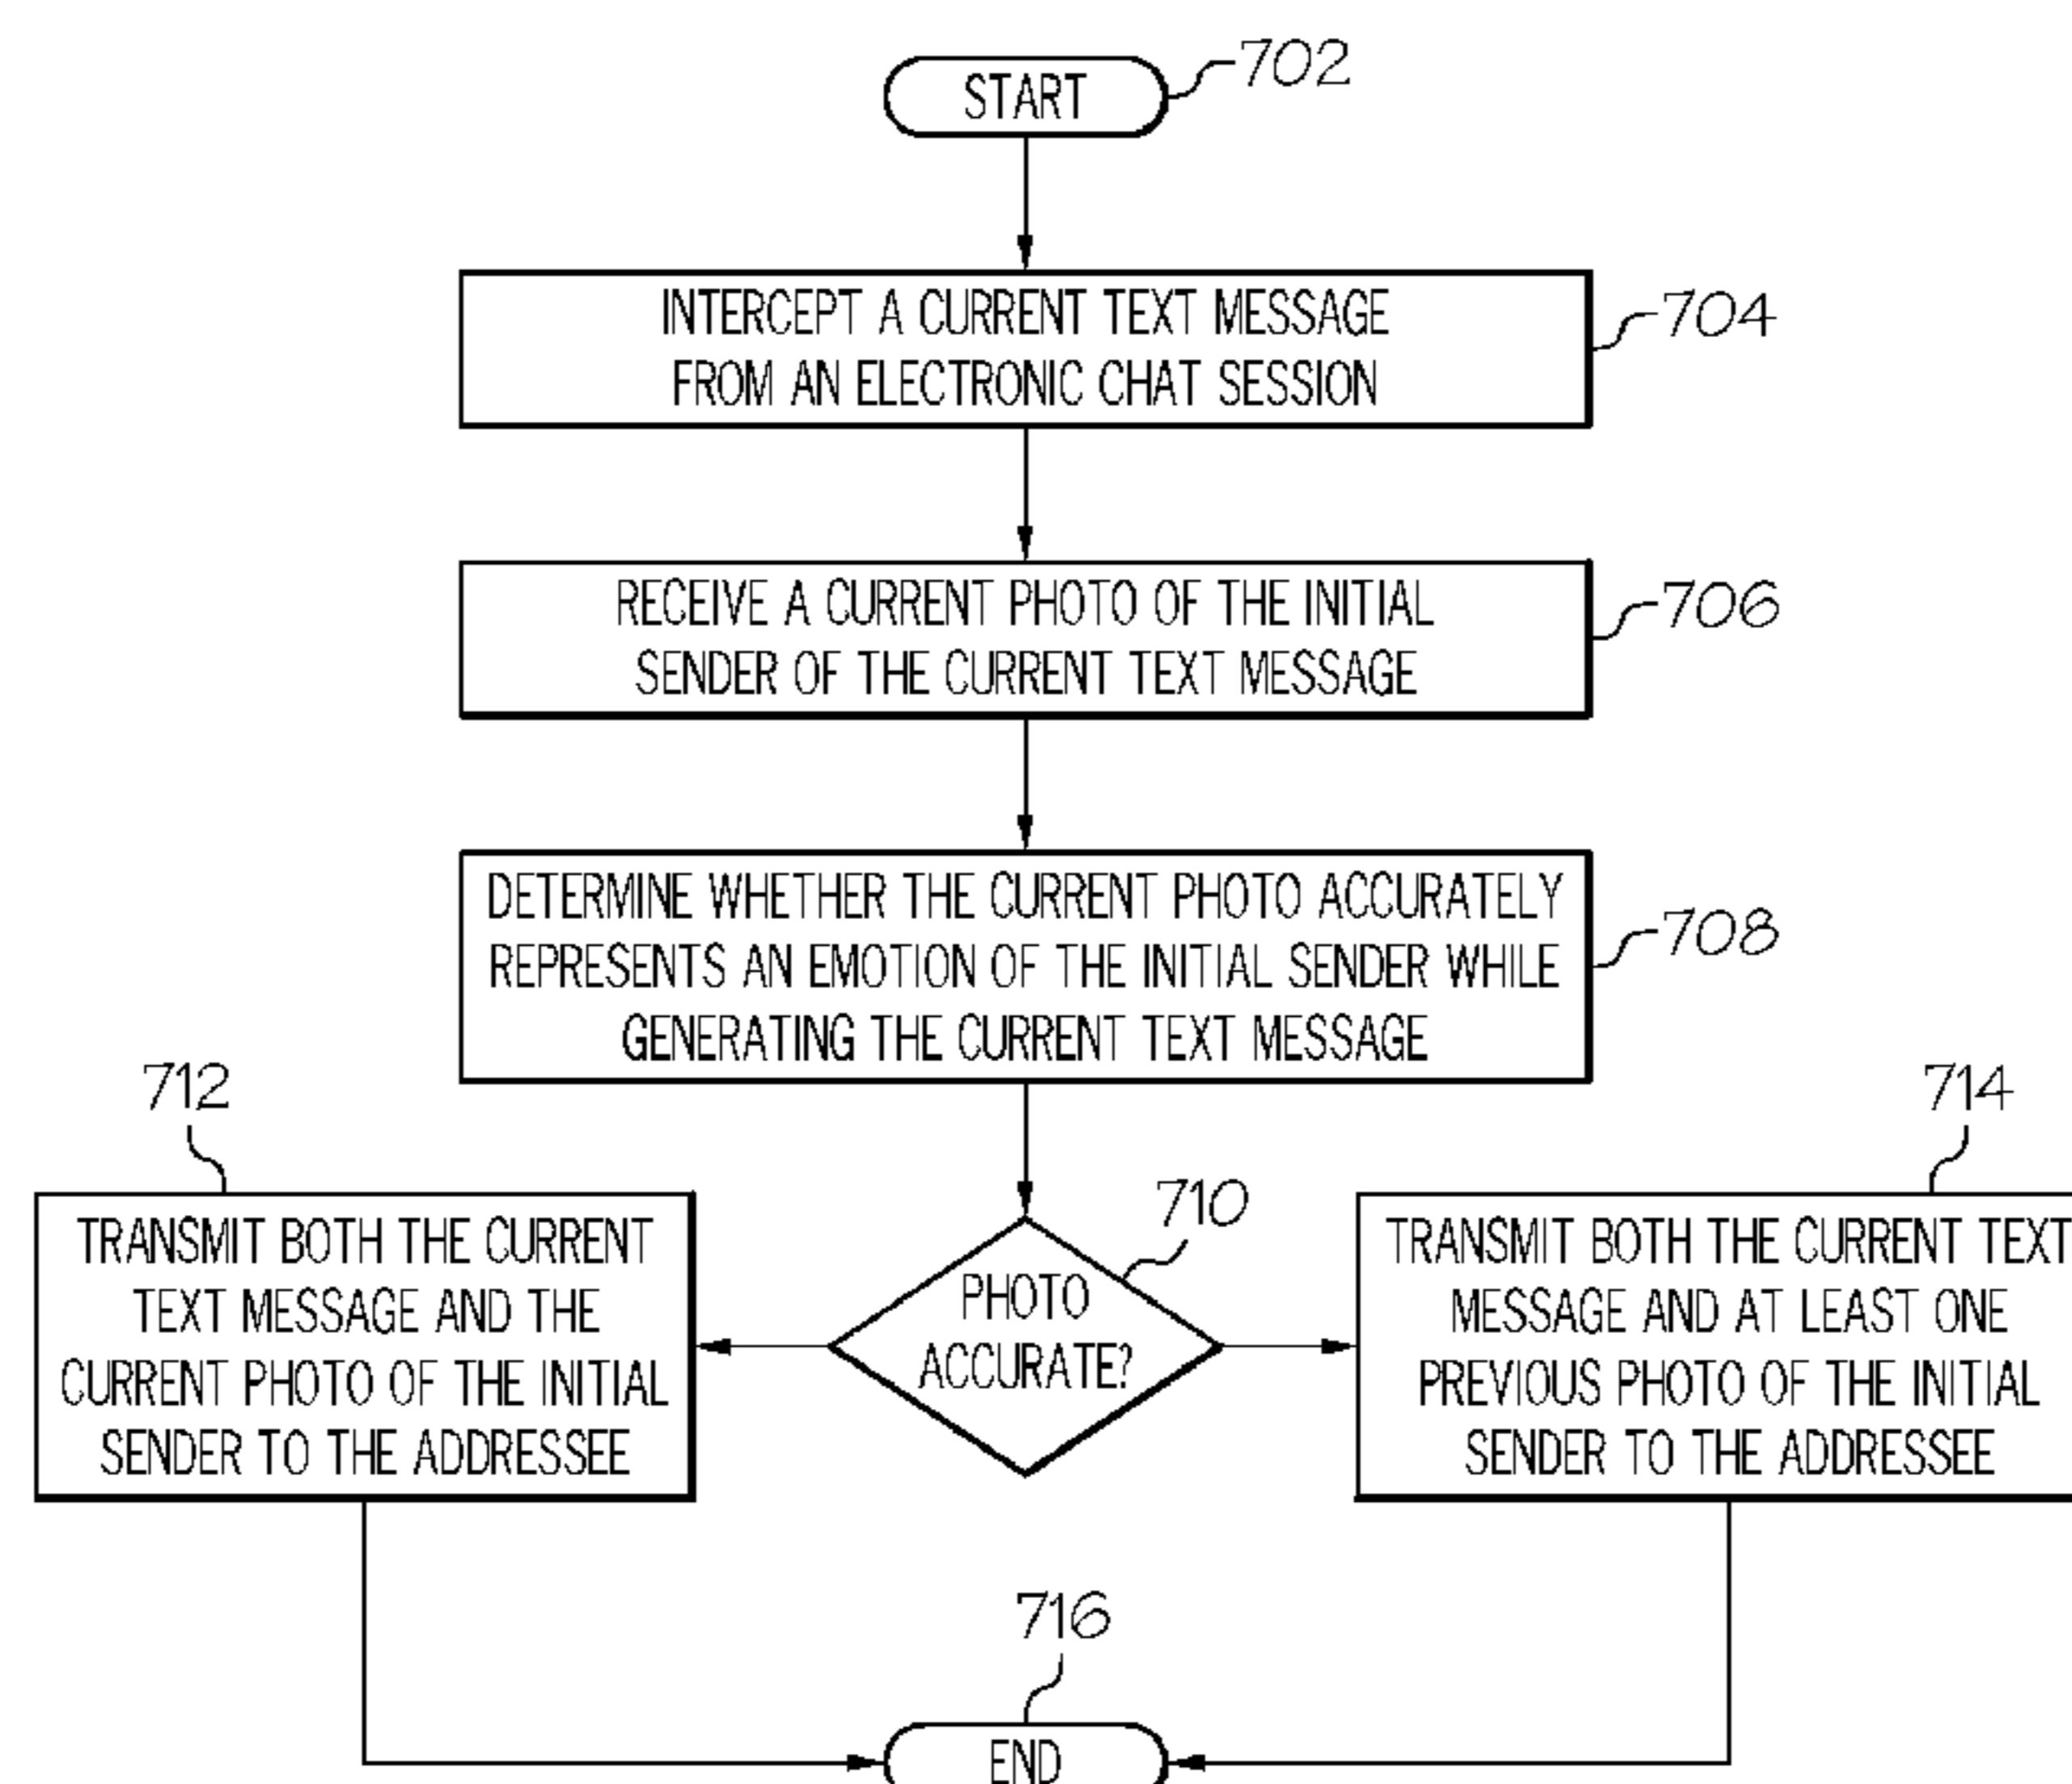 START
702
INTERCEPT A CURRENT TEXT MESSAGE
FROM AN ELECTRONIC CHAT SESSION
704
RECEIVE A CURRENT PHOTO OF THE INITIAL
SENDER OF THE CURRENT TEXT MESSAGE
706
DETERMINE WHETHER THE CURRENT PHOTO ACCURATELY
REPRESENTS AN EMOTION OF THE INITIAL SENDER WHILE
GENERATING THE CURRENT TEXT MESSAGE
708
712
TRANSMIT BOTH THE CURRENT
TEXT MESSAGE AND THE
CURRENT PHOTO OF THE INITIAL
SENDER TO THE ADDRESSEE
710
PHOTO
ACCURATE?
714
TRANSMIT BOTH THE CURRENT TEXT
MESSAGE AND AT LEAST ONE
PREVIOUS PHOTO OF THE INITIAL
SENDER TO THE ADDRESSEE
716
END